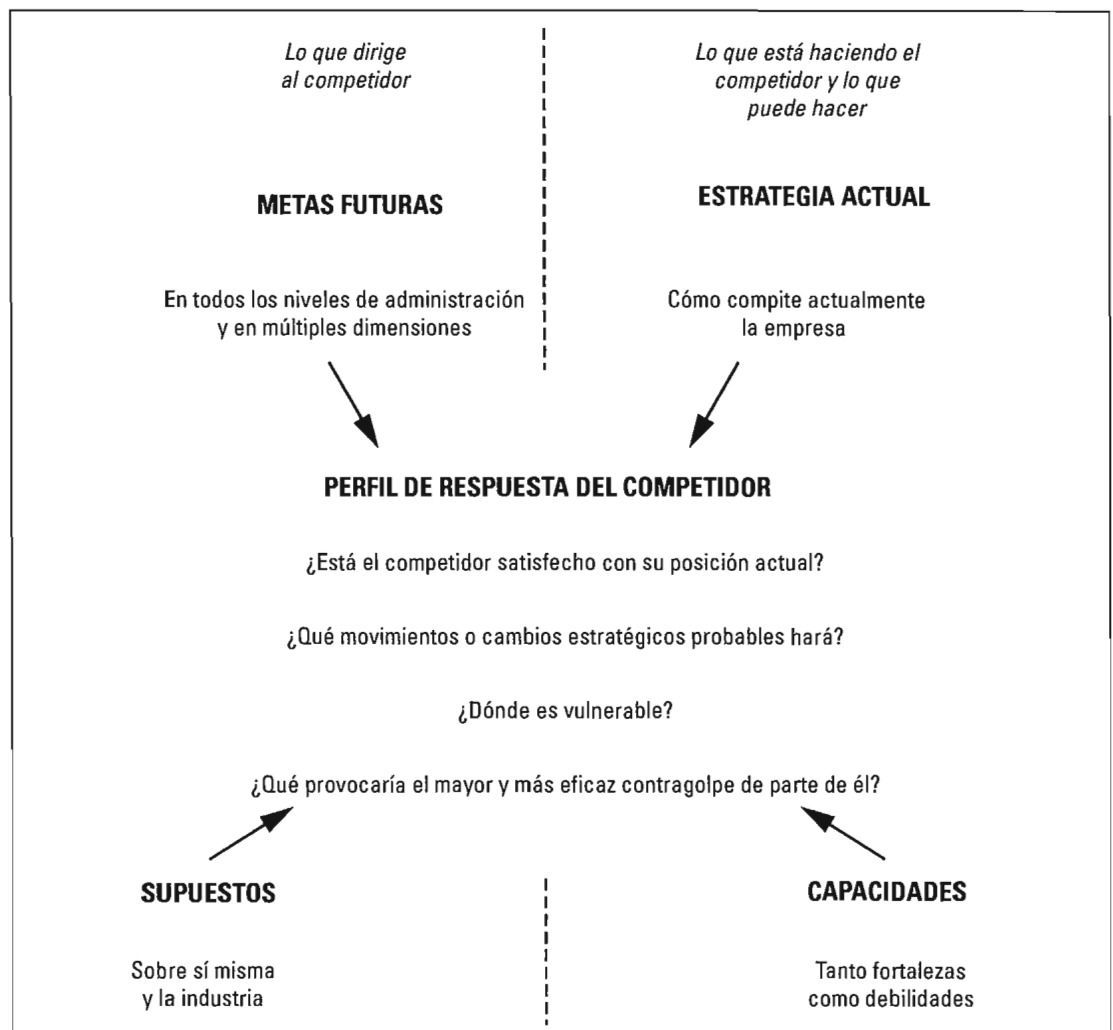 Lo que dirige
al competidor
Lo que está haciendo el
competidor y lo que
puede hacer
METAS FUTURAS
ESTRATEGIA ACTUAL
En todos los niveles de administración
y en múltiples dimensiones
Cómo compite actualmente
la empresa
PERFIL DE RESPUESTA DEL COMPETIDOR
¿Está el competidor satisfecho con su posición actual?
¿Qué movimientos o cambios estratégicos probables hará?
¿Dónde es vulnerable?
¿Qué provocaría el mayor y más eficaz contragolpe de parte de él?
SUPUESTOS
CAPACIDADES
Sobre sí misma
y la industria
Tanto fortalezas
como debilidades